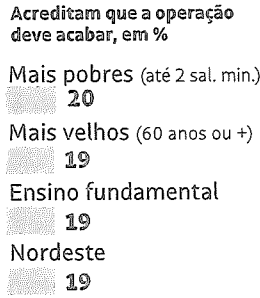 Acreditam que a operação
deve acabar, em %
Mais pobres (até 2 sal. min.)
20
Mais velhos (60 anos ou +)
19
Ensino fundamental
19
Nordeste
19